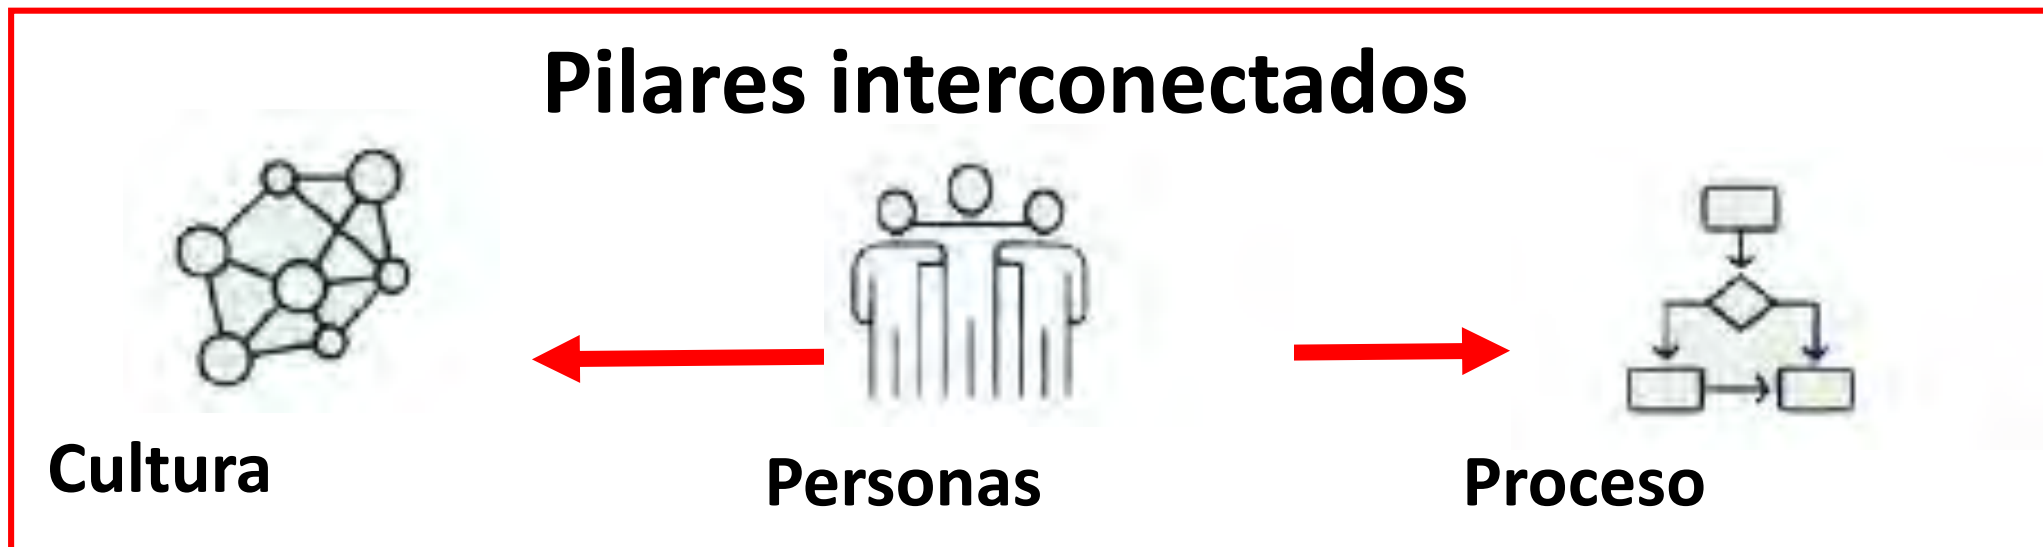 Pilares interconectados
Cultura
Personas
Proceso